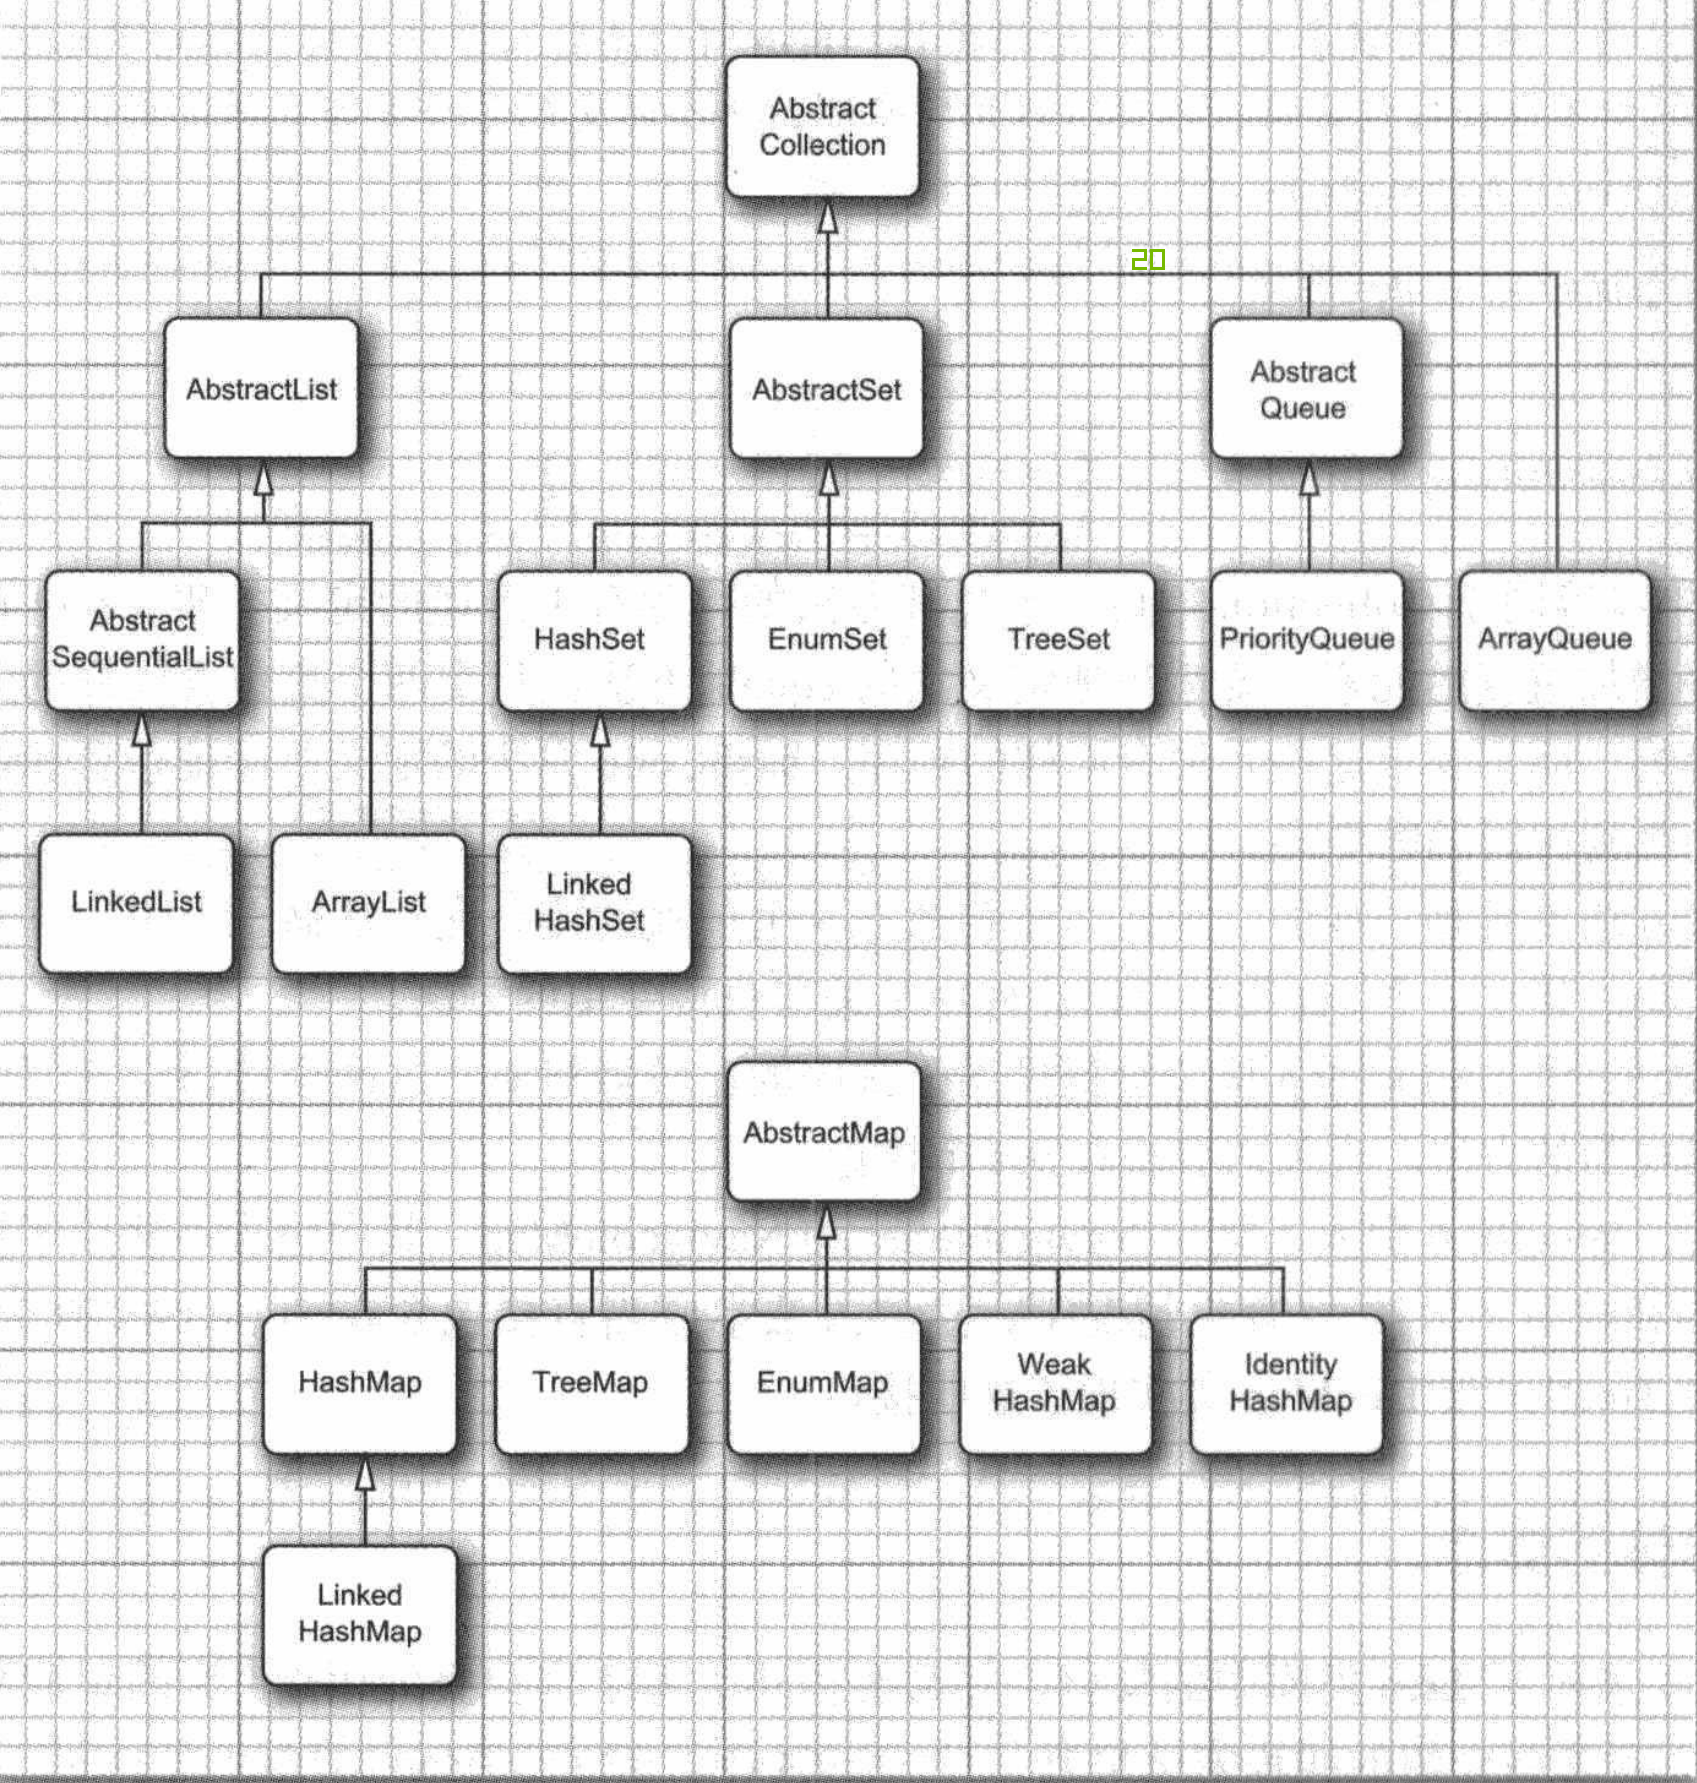 Abstract
Collection
20
AbstractList
AbstractSet
Abstract
Queue
Abstract
SequentialList
HashSet
EnumSet
TreeSet
PriorityQueue
ArrayQueue
LinkedList
ArrayList
Linked
HashSet
AbstractMap
HashMap
TreeMap
EnumMap
Weak
HashMap
Identity
HashMap
Linked
HashMap